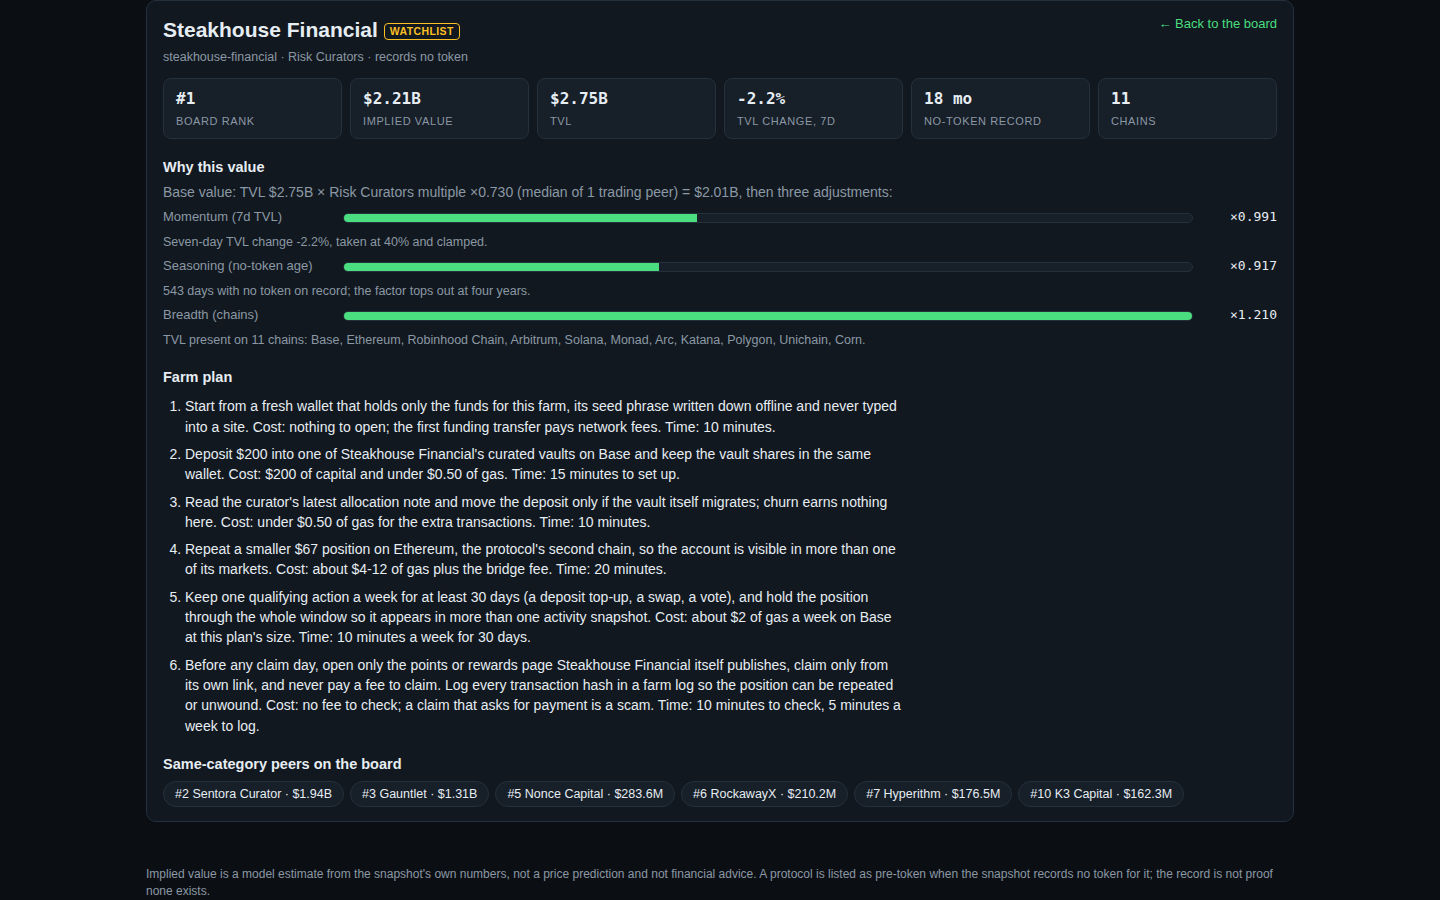 Steakhouse Financial WATCHLIST
← Back to the board
steakhouse-financial · Risk Curators · records no token
#1
BOARD RANK
$2.21B
IMPLIED VALUE
$2.75B
TVL
-2.2%
TVL CHANGE, 7D
18 mo
NO-TOKEN RECORD
11
CHAINS
Why this value
Base value: TVL $2.75B × Risk Curators multiple ×0.730 (median of 1 trading peer) = $2.01B, then three adjustments:
Momentum (7d TVL) ×0.991
Seven-day TVL change -2.2%, taken at 40% and clamped.
Seasoning (no-token age) ×0.917
543 days with no token on record; the factor tops out at four years.
Breadth (chains) ×1.210
TVL present on 11 chains: Base, Ethereum, Robinhood Chain, Arbitrum, Solana, Monad, Arc, Katana, Polygon, Unichain, Corn.
Farm plan
1. Start from a fresh wallet that holds only the funds for this farm, its seed phrase written down offline and never typed
into a site. Cost: nothing to open; the first funding transfer pays network fees. Time: 10 minutes.
2. Deposit $200 into one of Steakhouse Financial's curated vaults on Base and keep the vault shares in the same
wallet. Cost: $200 of capital and under $0.50 of gas. Time: 15 minutes to set up.
3. Read the curator's latest allocation note and move the deposit only if the vault itself migrates; churn earns nothing
here. Cost: under $0.50 of gas for the extra transactions. Time: 10 minutes.
4. Repeat a smaller $67 position on Ethereum, the protocol's second chain, so the account is visible in more than one
of its markets. Cost: about $4-12 of gas plus the bridge fee. Time: 20 minutes.
5. Keep one qualifying action a week for at least 30 days (a deposit top-up, a swap, a vote), and hold the position
through the whole window so it appears in more than one activity snapshot. Cost: about $2 of gas a week on Base
at this plan's size. Time: 10 minutes a week for 30 days.
6. Before any claim day, open only the points or rewards page Steakhouse Financial itself publishes, claim only from
its own link, and never pay a fee to claim. Log every transaction hash in a farm log so the position can be repeated
or unwound. Cost: no fee to check; a claim that asks for payment is a scam. Time: 10 minutes to check, 5 minutes a
week to log.
Same-category peers on the board
#2 Sentora Curator · $1.94B
#3 Gauntlet · $1.31B
#5 Nonce Capital · $283.6M
#6 RockawayX · $210.2M
#7 Hyperithm · $176.5M
#10 K3 Capital · $162.3M
Implied value is a model estimate from the snapshot's own numbers, not a price prediction and not financial advice. A protocol is listed as pre-token when the snapshot records no token for it; the record is not proof
none exists.